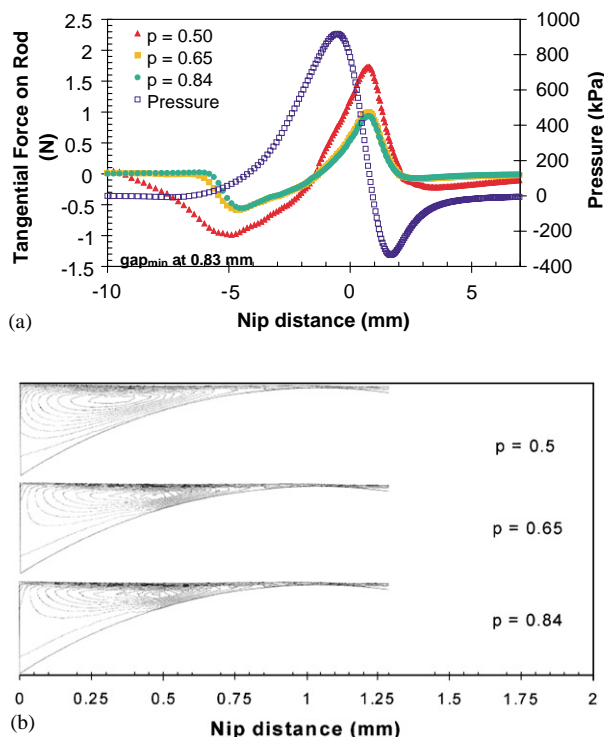 Tangential Force on Rod (N)
2.5
2
1.5
1
0.5
0
-0.5
-1
-1.5
p = 0.50
p = 0.65
p = 0.84
Pressure
gap min at 0.83 mm
1000
800
600
400
200
0
-200
-400
Pressure (kPa)
-10 -5 0 5
Nip distance (mm)
(a)
p = 0.5
p = 0.65
p = 0.84
0 0.25 0.5 0.75 1 1.25 1.5 1.75 2
Nip distance (mm)
(b)